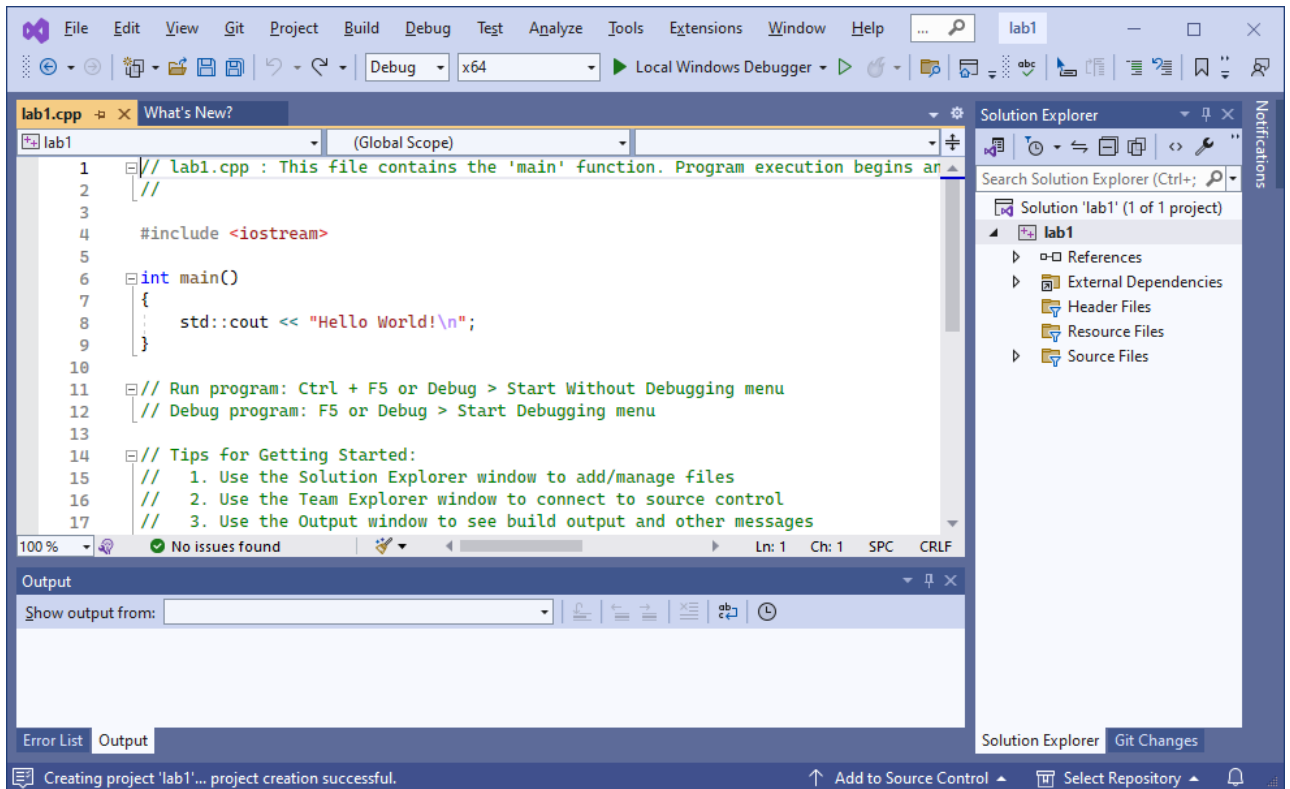 File Edit View Git Project Build Debug Test Analyze Tools Extensions Window Help ... lab1
Debug x64 Local Windows Debugger
lab1.cpp What's New?
lab1 (Global Scope)
1 // lab1.cpp : This file contains the 'main' function. Program execution begins an
2 //
3
4 #include <iostream>
5
6 int main()
7 {
8 std::cout << "Hello World!\n";
9 }
10
11 // Run program: Ctrl + F5 or Debug > Start Without Debugging menu
12 // Debug program: F5 or Debug > Start Debugging menu
13
14 // Tips for Getting Started:
15 // 1. Use the Solution Explorer window to add/manage files
16 // 2. Use the Team Explorer window to connect to source control
17 // 3. Use the Output window to see build output and other messages
100 % No issues found Ln: 1 Ch: 1 SPC CRLF
Output
Show output from:
Error List Output
Solution Explorer
Search Solution Explorer (Ctrl+;
Solution 'lab1' (1 of 1 project)
lab1
References
External Dependencies
Header Files
Resource Files
Source Files
Solution Explorer Git Changes
Notifications
Creating project 'lab1'... project creation successful. Add to Source Control Select Repository